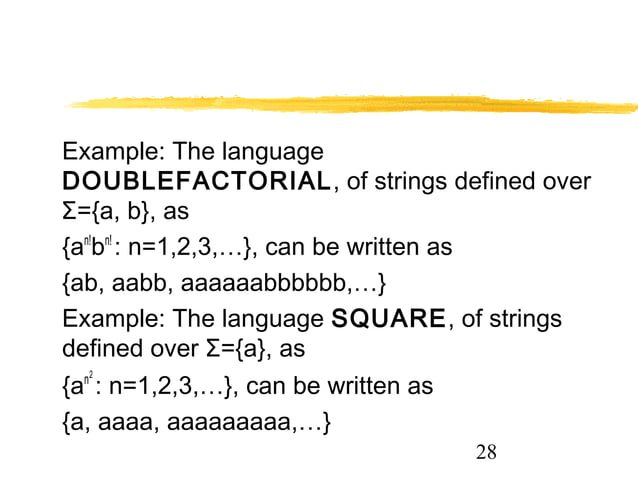 Example: The language
DOUBLEFACTORIAL, of strings defined over
Σ={a, b}, as
{aⁿ!bⁿ! : n=1,2,3,…}, can be written as
{ab, aabb, aaaaaabbbbbb,…}
Example: The language SQUARE, of strings
defined over Σ={a}, as
{aⁿ² : n=1,2,3,…}, can be written as
{a, aaaa, aaaaaaaaa,…}
28